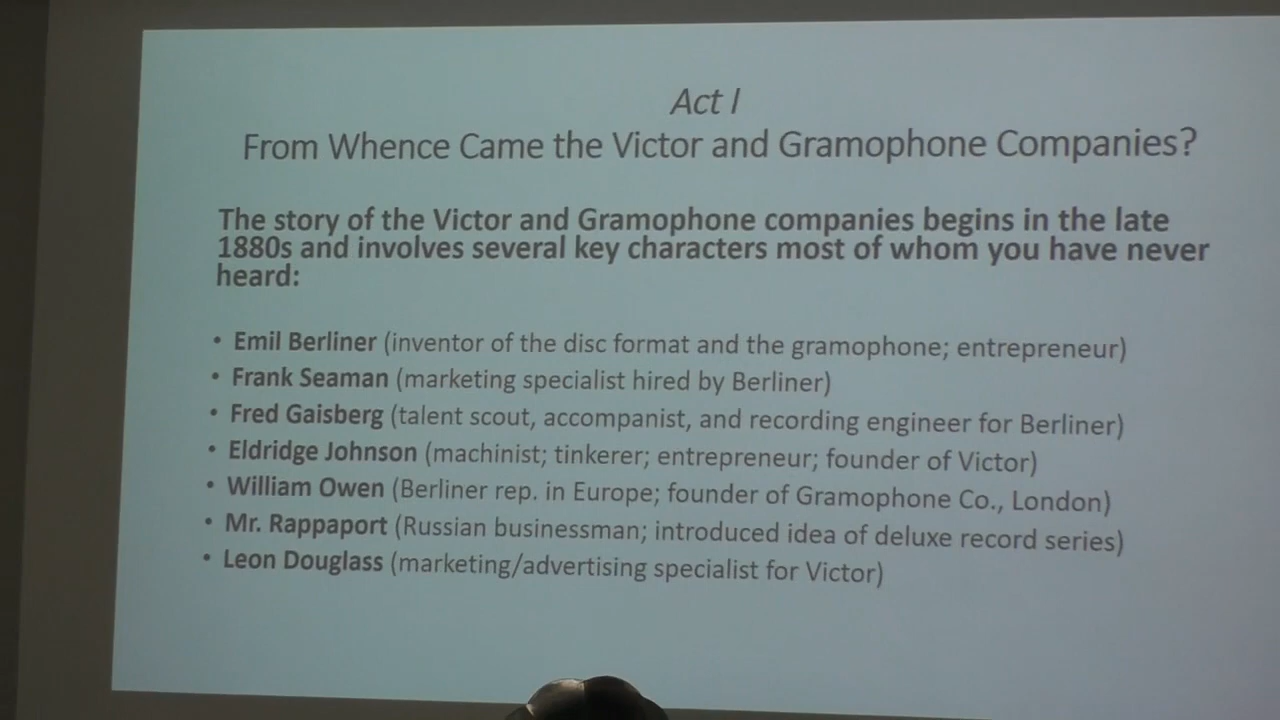 Act I
From Whence Came the Victor and Gramophone Companies?
The story of the Victor and Gramophone companies begins in the late
1880s and involves several key characters most of whom you have never
heard:
• Emil Berliner (inventor of the disc format and the gramophone; entrepreneur)
• Frank Seaman (marketing specialist hired by Berliner)
• Fred Gaisberg (talent scout, accompanist, and recording engineer for Berliner)
• Eldridge Johnson (machinist; tinkerer; entrepreneur; founder of Victor)
• William Owen (Berliner rep. in Europe; founder of Gramophone Co., London)
• Mr. Rappaport (Russian businessman; introduced idea of deluxe record series)
• Leon Douglass (marketing/advertising specialist for Victor)